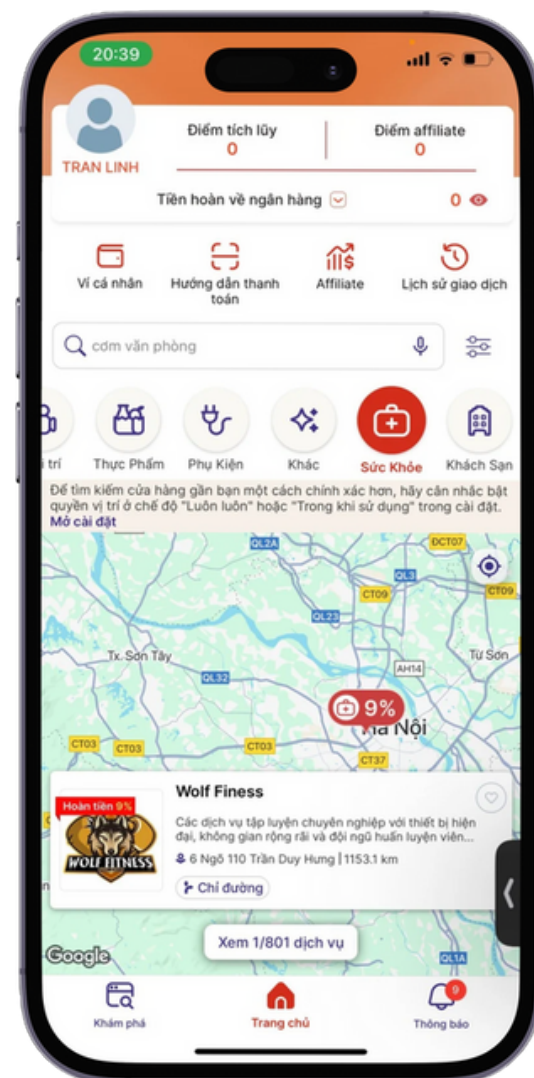 20:39
Điểm tích lũy
0
Điểm affiliate
0
TRAN LINH
Tiền hoàn về ngân hàng
0
Ví cá nhân
Hướng dẫn thanh
toán
Affiliate
Lịch sử giao dịch
cơm văn phòng
i trí
Thực Phẩm
Phụ Kiện
Khác
Sức Khỏe
Khách Sạn
Để tìm kiếm cửa hàng gần bạn một cách chính xác hơn, hãy cân nhắc bật
quyền vị trí ở chế độ "Luôn luôn" hoặc "Trong khi sử dụng" trong cài đặt.
Mở cài đặt
QL2A
ĐCT07
QL3
CT09
CT09
QL23
Tx. Sơn Tây
Từ Sơn
QL32
AH14
9%
Hà Nội
CT03
CT03
CT03
CT37
Hoàn tiền 9%
WOLF FITNESS
Wolf Finess
Các dịch vụ tập luyện chuyên nghiệp với thiết bị hiện
đại, không gian rộng rãi và đội ngũ huấn luyện viên...
6 Ngõ 110 Trần Duy Hưng | 1153.1 km
Chỉ đường
Google
Xem 1/801 dịch vụ
QL1A
Khám phá
Trang chủ
9
Thông báo